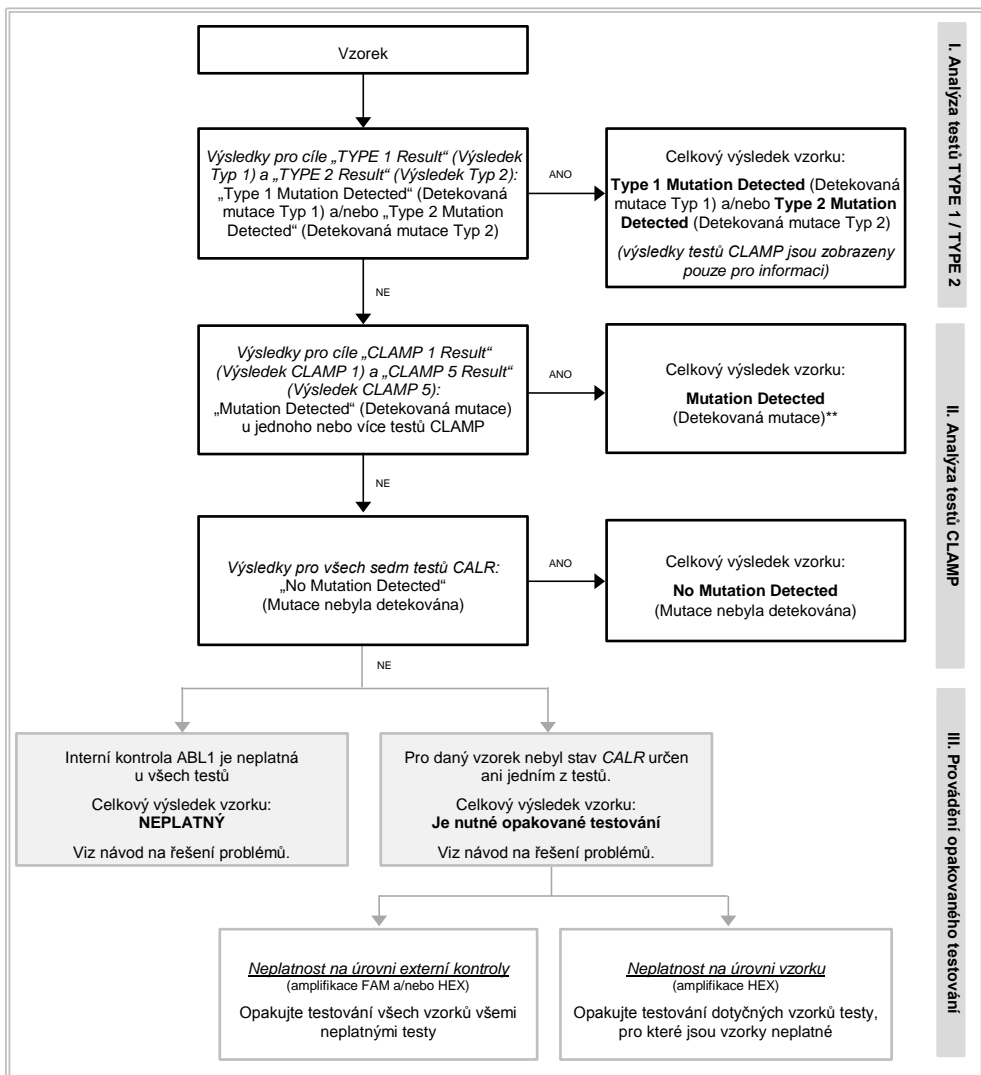 Vzorek
Výsledky pro cíle „TYPE 1 Result“ (Výsledek
Typ 1) a „TYPE 2 Result“ (Výsledek Typ 2):
„Type 1 Mutation Detected“ (Detekovaná
mutace Typ 1) a/nebo „Type 2 Mutation
Detected“ (Detekovaná mutace Typ 2)
ANO
Celkový výsledek vzorku:
Type 1 Mutation Detected (Detekovaná
mutace Typ 1) a/nebo Type 2 Mutation
Detected (Detekovaná mutace Typ 2)
(výsledky testů CLAMP jsou zobrazeny
pouze pro informaci)
I. Analýza testů TYPE 1 / TYPE 2
NE
Výsledky pro cíle „CLAMP 1 Result“
(Výsledek CLAMP 1) a „CLAMP 5 Result“
(Výsledek CLAMP 5):
„Mutation Detected“ (Detekovaná mutace)
u jednoho nebo více testů CLAMP
ANO
Celkový výsledek vzorku:
Mutation Detected
(Detekovaná mutace)**
NE
Výsledky pro všech sedm testů CALR:
„No Mutation Detected“
(Mutace nebyla detekována)
ANO
Celkový výsledek vzorku:
No Mutation Detected
(Mutace nebyla detekována)
II. Analýza testů CLAMP
NE
Interní kontrola ABL1 je neplatná
u všech testů
Celkový výsledek vzorku:
NEPLATNÝ
Viz návod na řešení problémů.
Pro daný vzorek nebyl stav CALR určen
ani jedním z testů.
Celkový výsledek vzorku:
Je nutné opakované testování
Viz návod na řešení problémů.
Neplatnost na úrovni externí kontroly
(amplifikace FAM a/nebo HEX)
Opakujte testování všech vzorků všemi
neplatnými testy
Neplatnost na úrovni vzorku
(amplifikace HEX)
Opakujte testování dotyčných vzorků testy,
pro které jsou vzorky neplatné
III. Provádění opakovaného testování